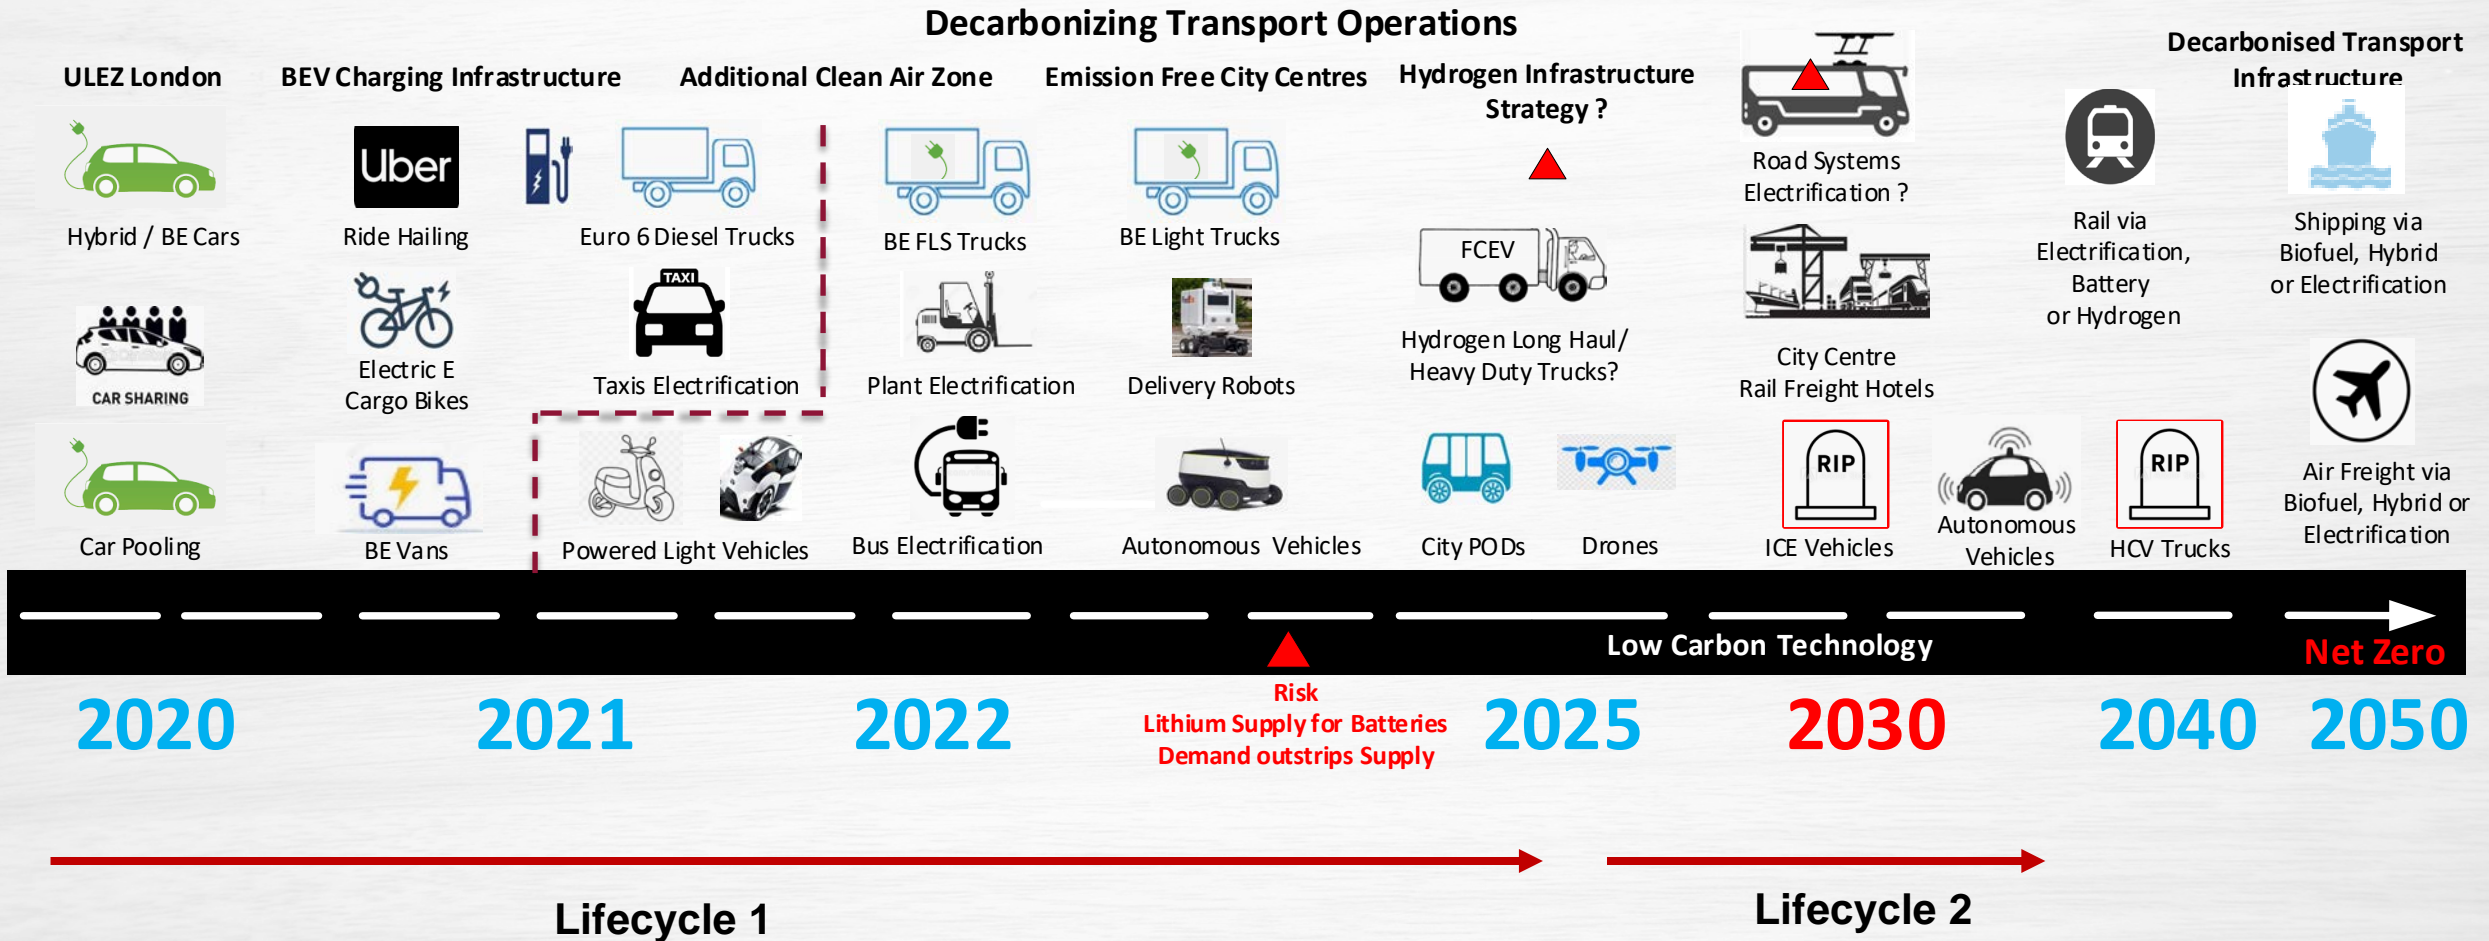 Decarbonizing Transport Operations
ULEZ London
BEV Charging Infrastructure
Additional Clean Air Zone
Emission Free City Centres
Hydrogen Infrastructure
Strategy ?
Decarbonised Transport
Infrastructure
Hybrid / BE Cars
CAR SHARING
Car Pooling
Uber
Ride Hailing
Electric E
Cargo Bikes
BE Vans
Euro 6 Diesel Trucks
TAXI
Taxis Electrification
Powered Light Vehicles
BE FLS Trucks
Plant Electrification
Bus Electrification
BE Light Trucks
FedEx
Delivery Robots
Autonomous Vehicles
FCEV
Hydrogen Long Haul/
Heavy Duty Trucks?
City PODs
Drones
Road Systems
Electrification ?
City Centre
Rail Freight Hotels
RIP
ICE Vehicles
Autonomous
Vehicles
Rail via
Electrification,
Battery
or Hydrogen
RIP
HCV Trucks
Shipping via
Biofuel, Hybrid
or Electrification
Air Freight via
Biofuel, Hybrid or
Electrification
Low Carbon Technology
Net Zero
2020
2021
2022
Risk
Lithium Supply for Batteries
Demand outstrips Supply
2025
2030
2040
2050
Lifecycle 1
Lifecycle 2